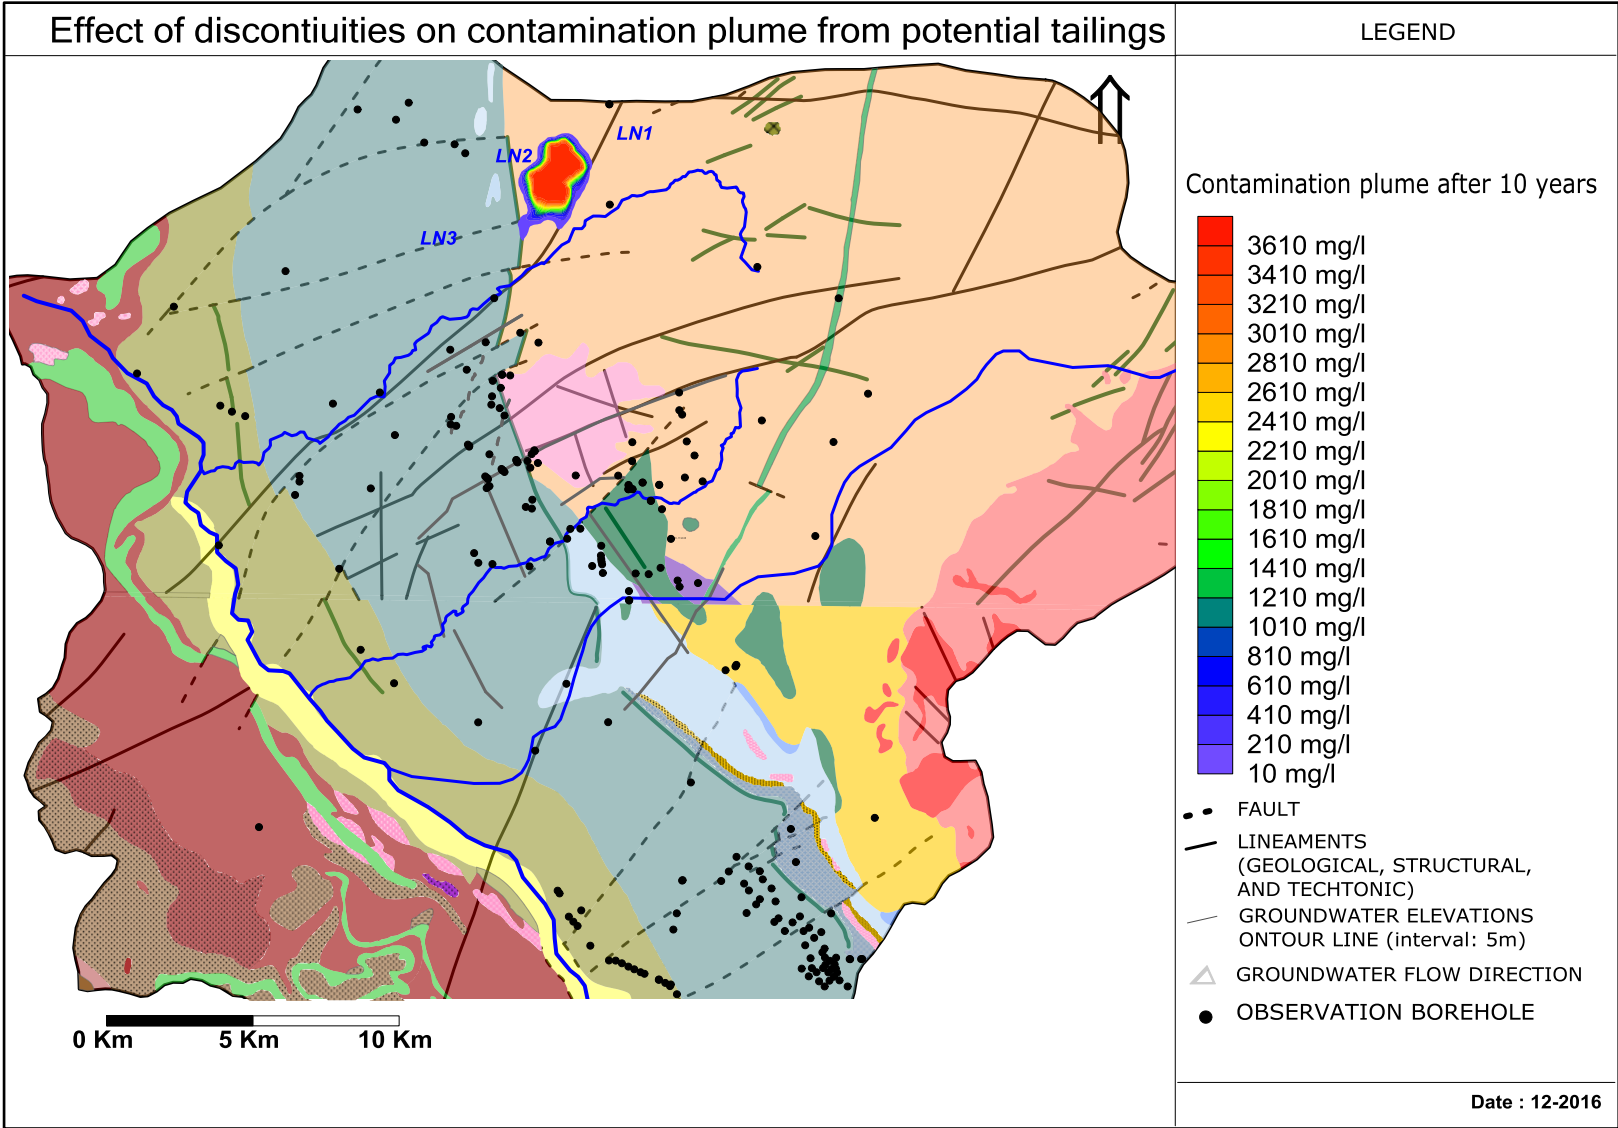 Effect of discontiuities on contamination plume from potential tailings
LEGEND
LN1
LN2
LN3
Contamination plume after 10 years
3610 mg/l
3410 mg/l
3210 mg/l
3010 mg/l
2810 mg/l
2610 mg/l
2410 mg/l
2210 mg/l
2010 mg/l
1810 mg/l
1610 mg/l
1410 mg/l
1210 mg/l
1010 mg/l
810 mg/l
610 mg/l
410 mg/l
210 mg/l
10 mg/l
FAULT
LINEAMENTS
(GEOLOGICAL, STRUCTURAL,
AND TECHTONIC)
GROUNDWATER ELEVATIONS
ONTOUR LINE (interval: 5m)
GROUNDWATER FLOW DIRECTION
OBSERVATION BOREHOLE
0 Km 5 Km 10 Km
Date : 12-2016